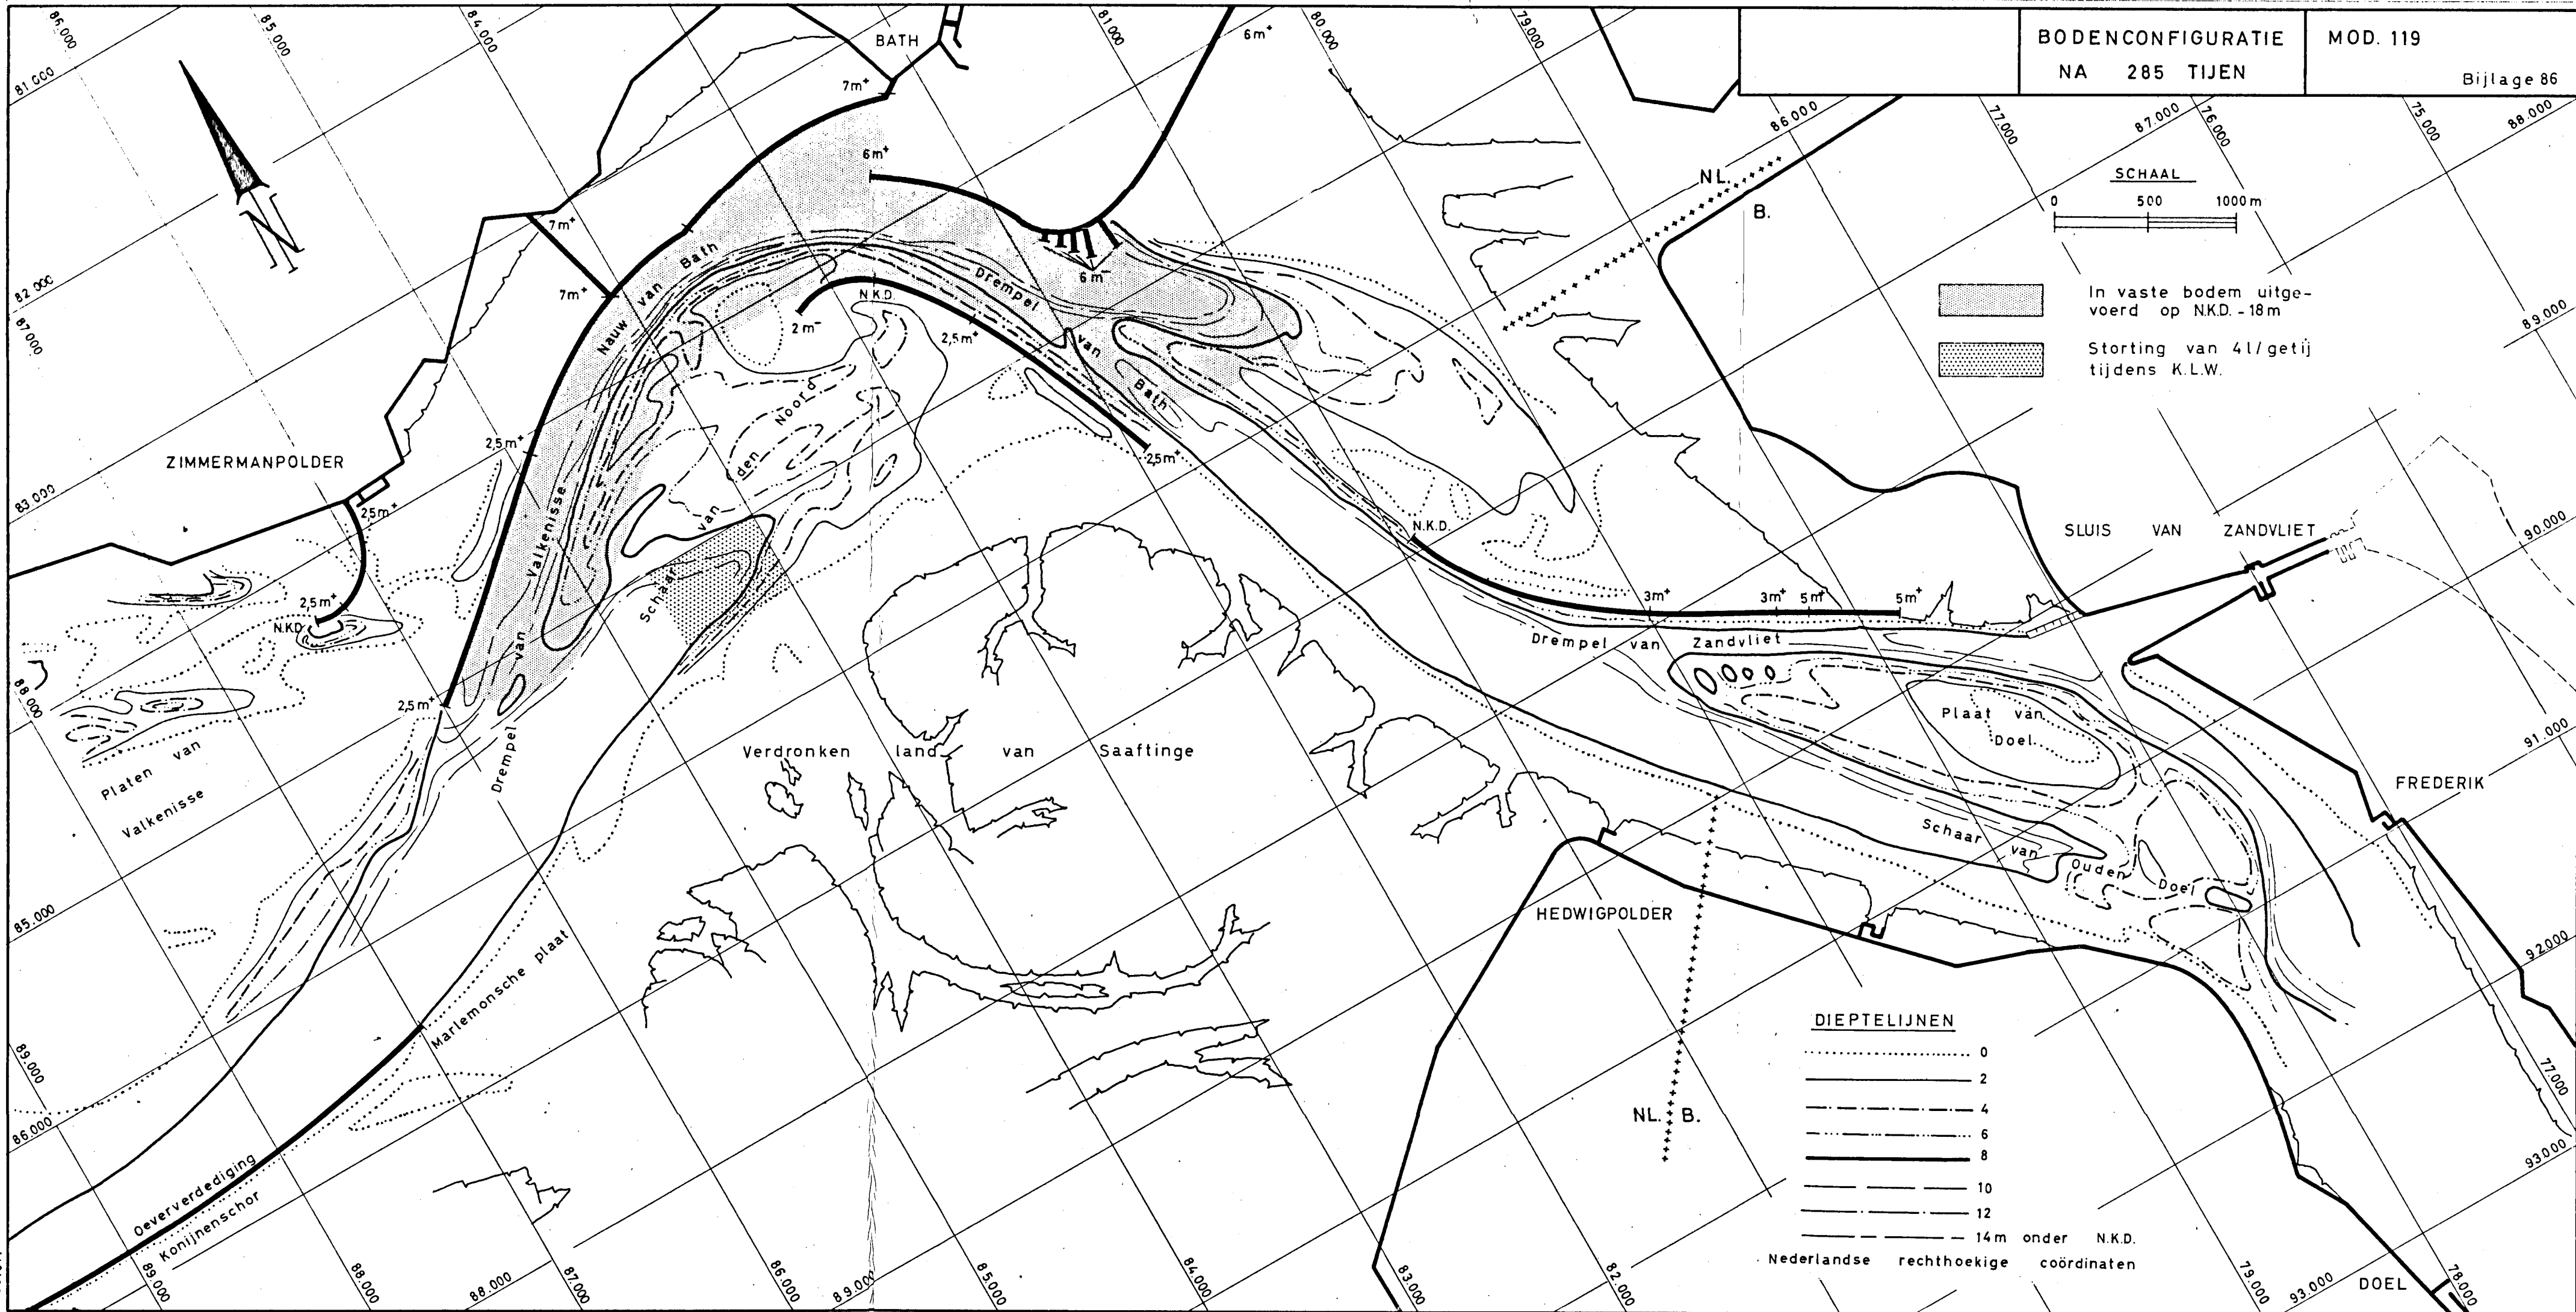 BODENCONFIGURATIE
NA 285 TIJEN
MOD. 119
Bijlage 86
86.000
85.000
84.000
81.000
80.000
79.000
81.000
BATH
6m+
7m+
86000
77.000
87.000
76.000
75.000
88.000
SCHAAL
0 500 1000 m
NL.
B.
6m+
7m+
7m+
6m-
82.000
87.000
N
In vaste bodem uitge-
voerd op N.K.D. - 18m
Storting van 4l/getij
tijdens K.L.W.
89.000
Nauw van Bath
Drempel van Bath
N.K.D.
2m-
2,5m+
2,5m+
2,5m+
Schaar van den Noord
ZIMMERMANPOLDER
83.000
2,5m+
2,5m+
N.K.D.
2,5m+
Drempel van Valkenisse
N.K.D.
SLUIS VAN ZANDVLIET
90.000
3m+ 3m+ 5m+ 5m+
Drempel van Zandvliet
88.000
Platen van
Valkenisse
Verdronken land van Saaftinge
Plaat van
Doel
91.000
FREDERIK
Schaar van Ouden Doel
HEDWIGPOLDER
85.000
92.000
Marlemonsche plaat
89.000
86.000
Oeververdediging
Konijnenschor
NL. B.
DIEPTELIJNEN
0
2
4
6
8
10
12
14m onder N.K.D.
Nederlandse rechthoekige coördinaten
77.000
93.000
89.000
88.000
88.000
87.000
86.000
89.000
85.000
84.000
83.000
82.000
79.000
93.000
DOEL
78.000